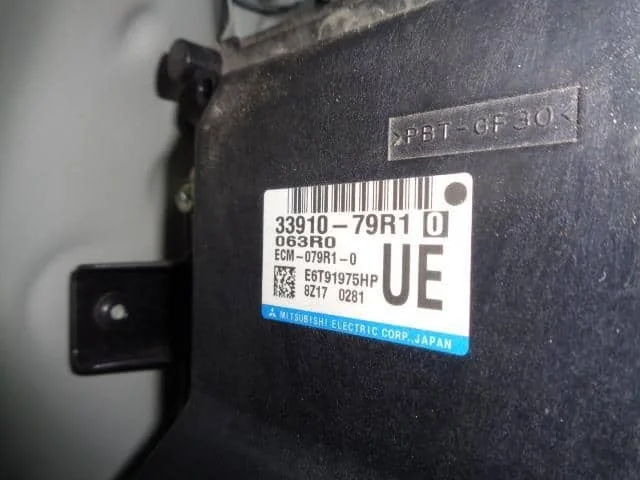 >PBT-GF30<
33910-79R1 0
063R0
ECM-079R1-0
E6T91975HP
8Z17 0281
UE
MITSUBISHI ELECTRIC CORP. JAPAN